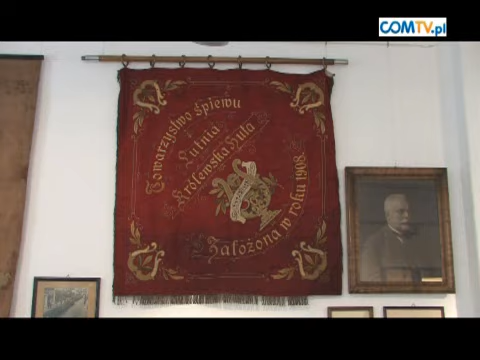 COMTV.pl
Towarzystwo śpiewu
Lutnia
Królewska Huta
Założona w roku 1908.